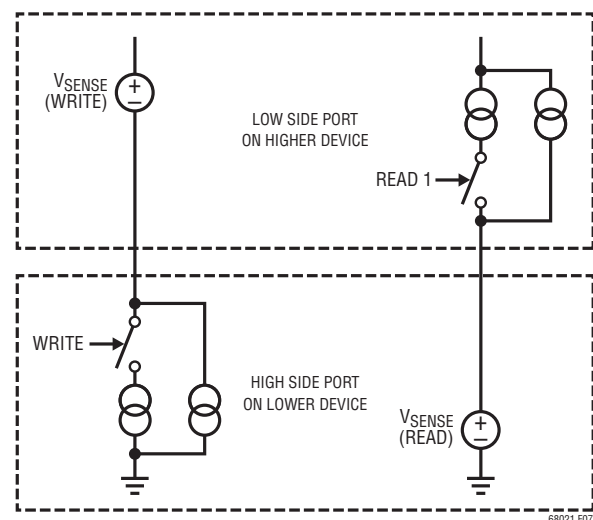 VSENSE
(WRITE)
+
–
LOW SIDE PORT
ON HIGHER DEVICE
READ 1
WRITE
HIGH SIDE PORT
ON LOWER DEVICE
VSENSE
(READ)
+
–
68021 F07